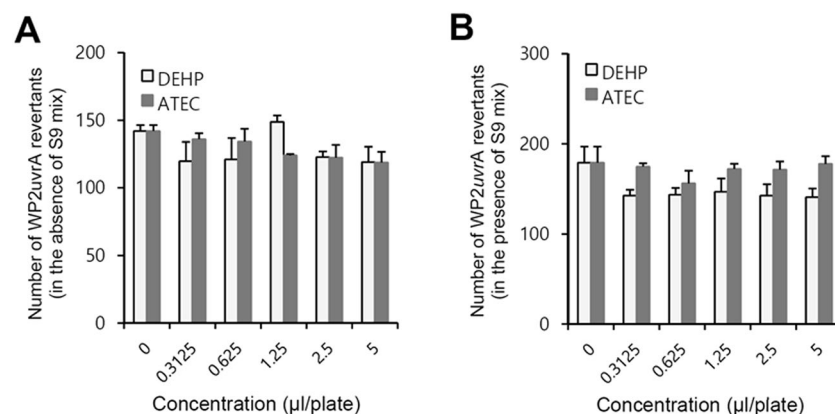 A
Number of WP2uvrA revertants
(in the absence of S9 mix)
200
150
100
50
0
DEHP
ATEC
0
0.3125
0.625
1.25
2.5
5
Concentration (µl/plate)
B
Number of WP2uvrA revertants
(in the presence of S9 mix)
300
200
100
0
DEHP
ATEC
0
0.3125
0.625
1.25
2.5
5
Concentration (µl/plate)